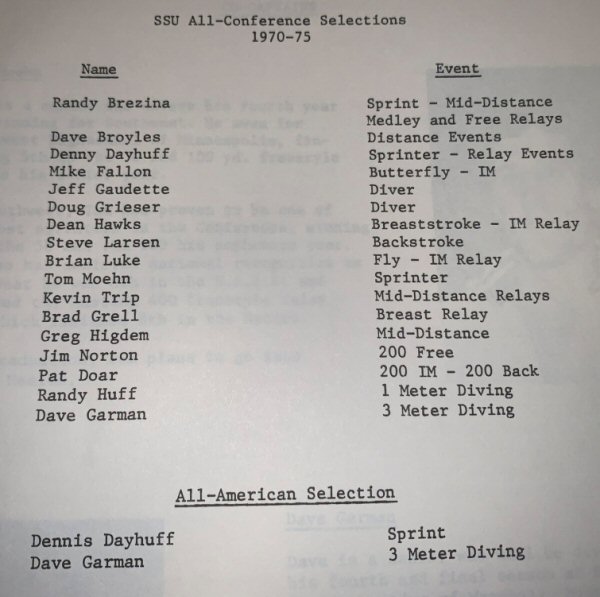 SSU All-Conference Selections
1970-75
Name Event
Randy Brezina Sprint - Mid-Distance
Medley and Free Relays
Dave Broyles Distance Events
Denny Dayhuff Sprinter - Relay Events
Mike Fallon Butterfly - IM
Jeff Gaudette Diver
Doug Grieser Diver
Dean Hawks Breaststroke - IM Relay
Steve Larsen Backstroke
Brian Luke Fly - IM Relay
Tom Moehn Sprinter
Kevin Trip Mid-Distance Relays
Brad Grell Breast Relay
Greg Higdem Mid-Distance
Jim Norton 200 Free
Pat Doar 200 IM - 200 Back
Randy Huff 1 Meter Diving
Dave Garman 3 Meter Diving
All-American Selection
Dennis Dayhuff Sprint
Dave Garman 3 Meter Diving